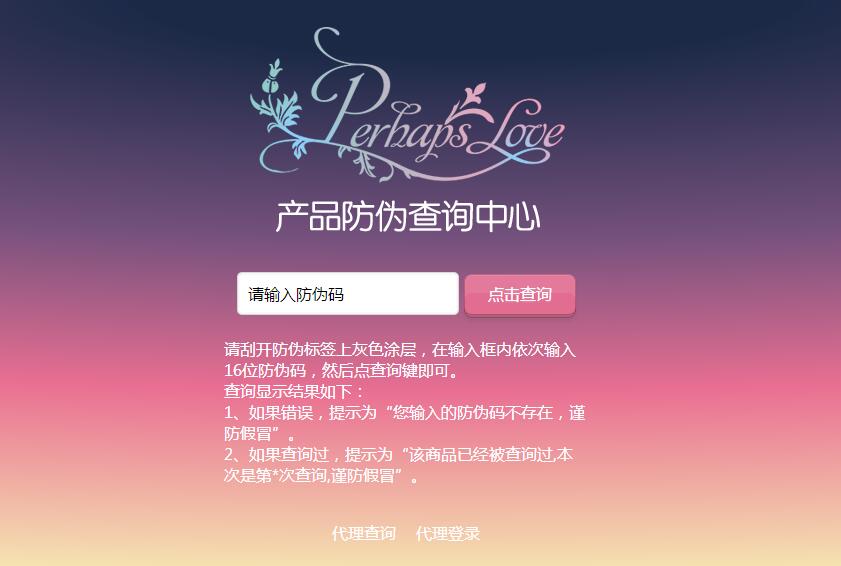 Perhaps Love
产品防伪查询中心
请输入防伪码 点击查询
请刮开防伪标签上灰色涂层，在输入框内依次输入
16位防伪码，然后点查询键即可。
查询显示结果如下：
1、如果错误，提示为“您输入的防伪码不存在，谨
防假冒”。
2、如果查询过，提示为“该商品已经被查询过,本
次是第*次查询,谨防假冒”。
代理查询 代理登录